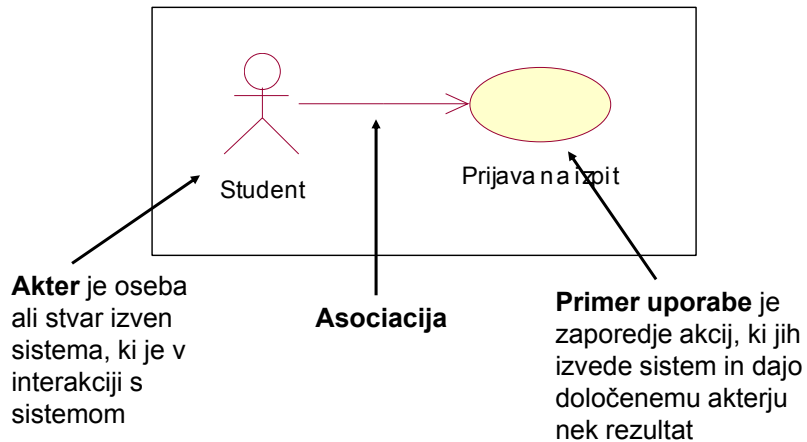 Student
Prijava na izpit
Akter je oseba
ali stvar izven
sistema, ki je v
interakciji s
sistemom
Asociacija
Primer uporabe je
zaporedje akcij, ki jih
izvede sistem in dajo
določenemu akterju
nek rezultat